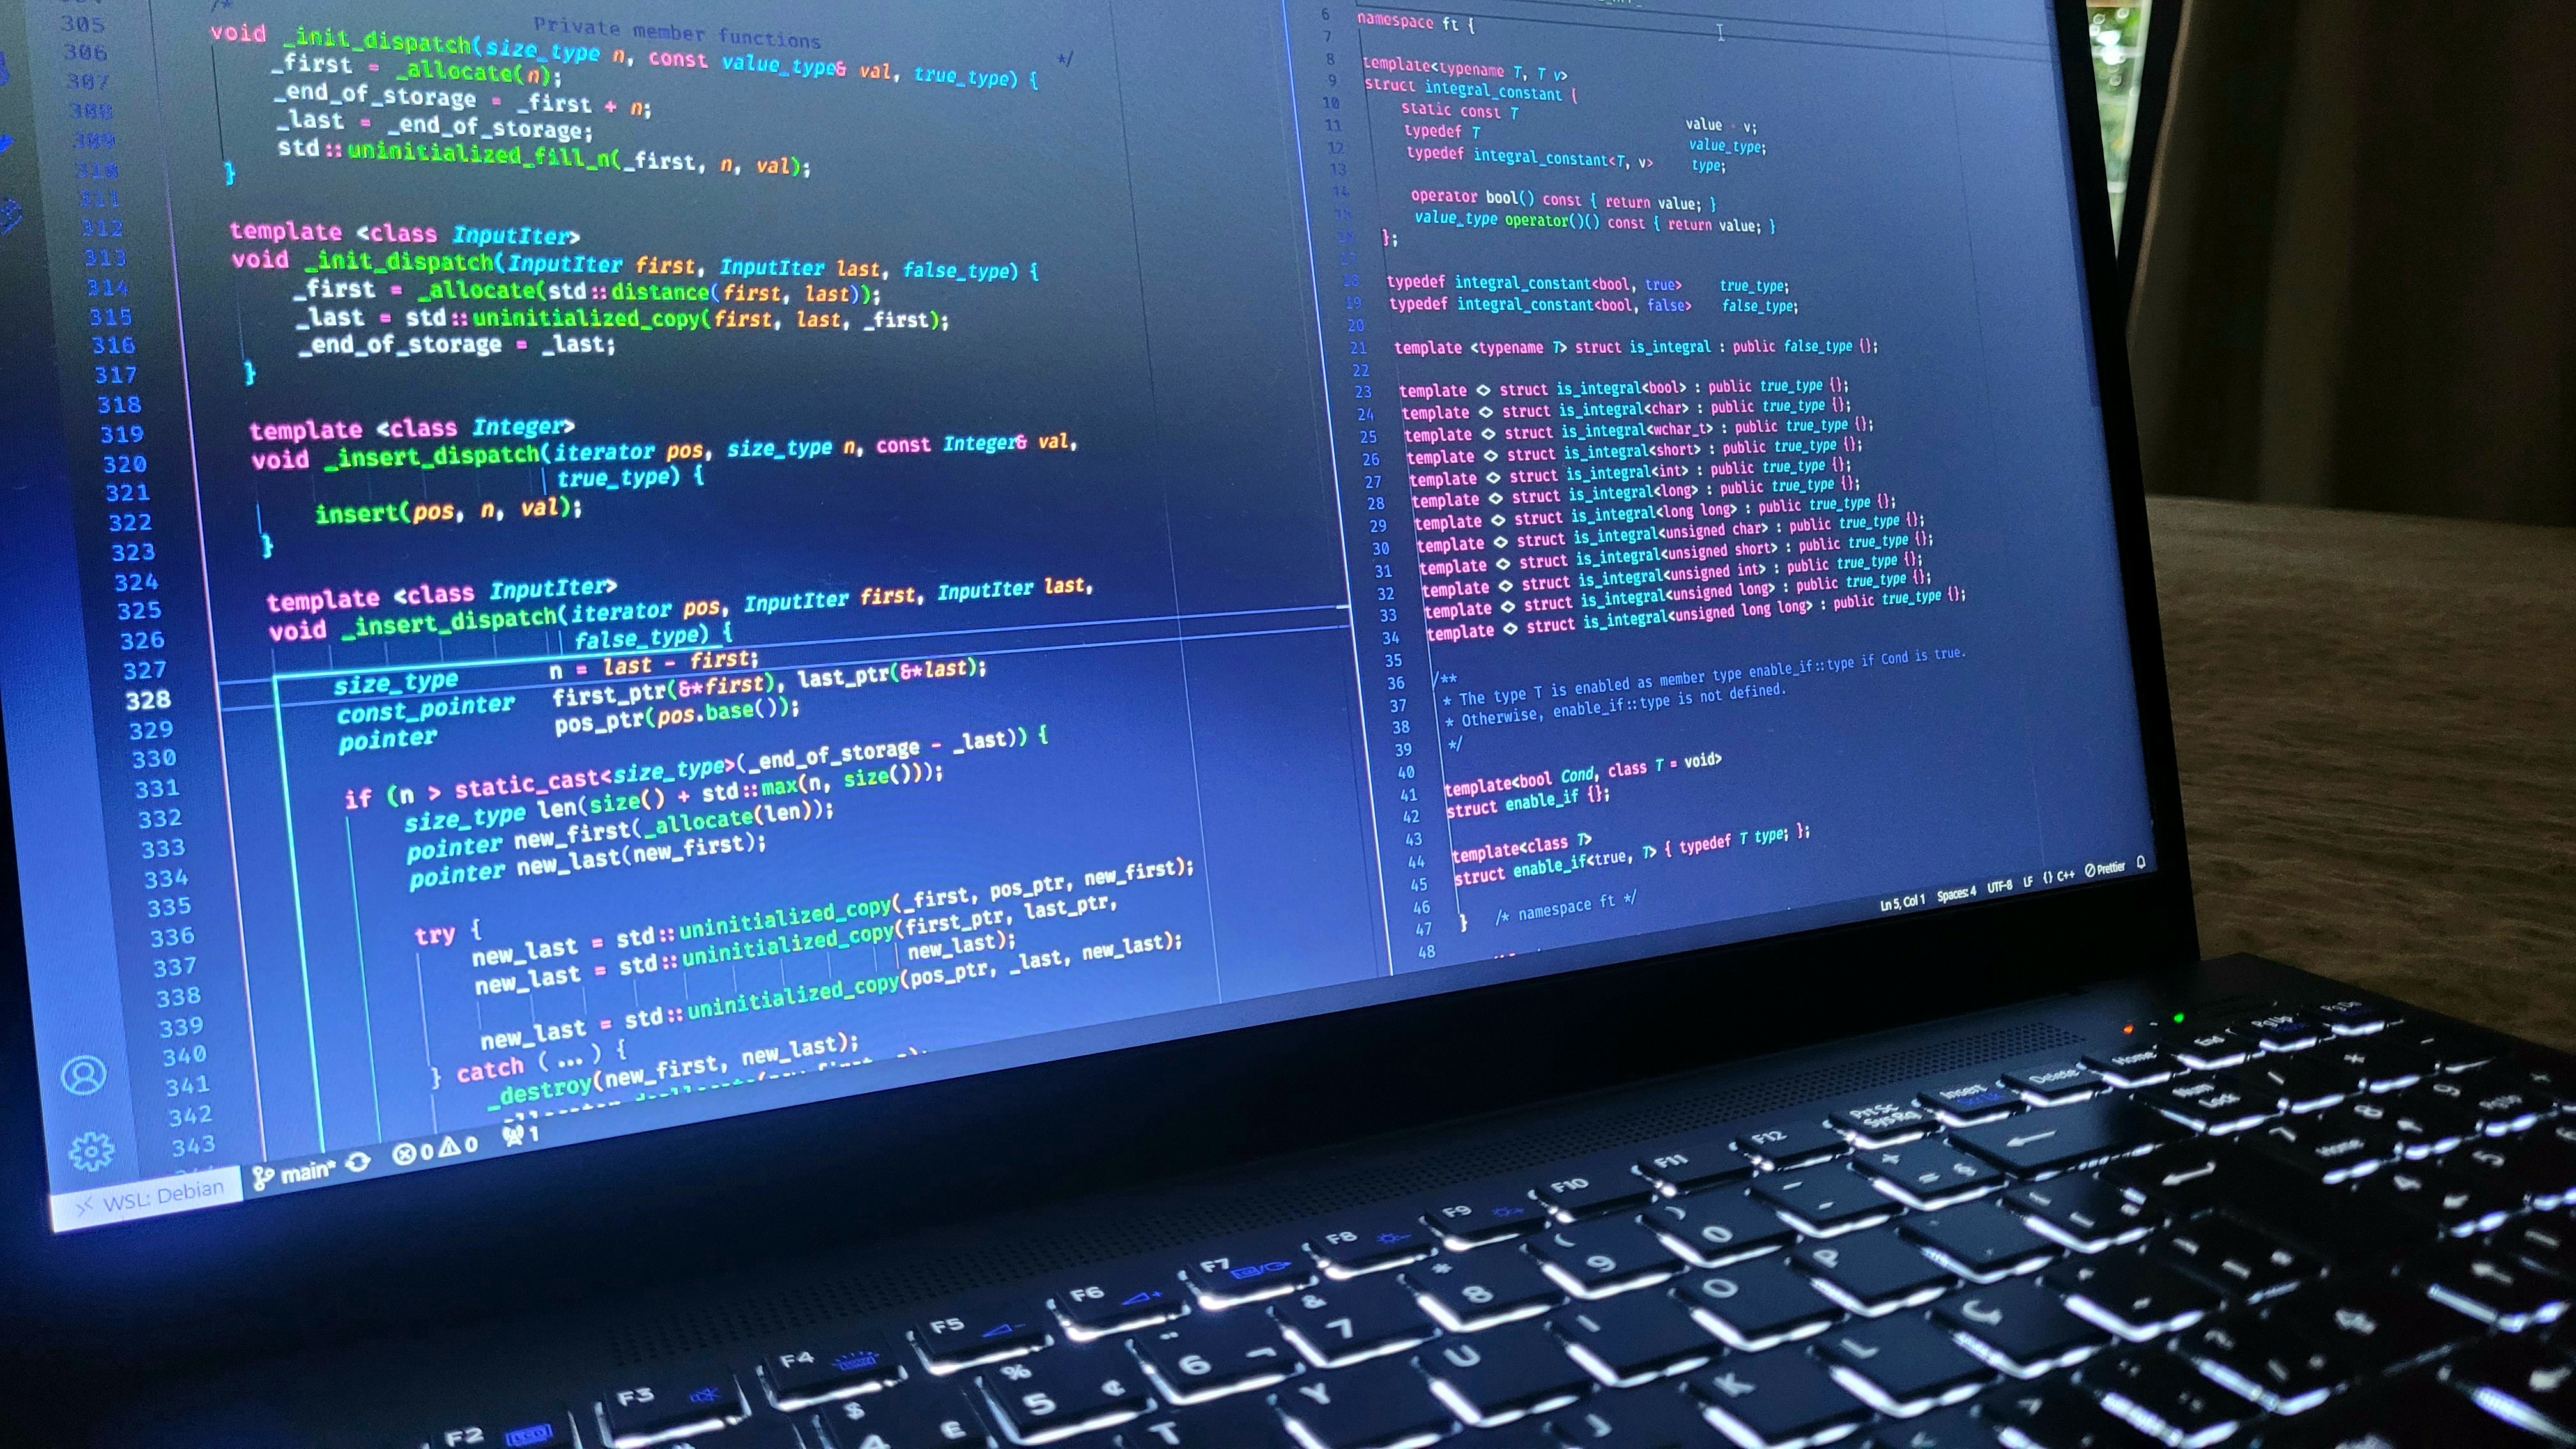 305
306
307
308
309
310
311
312
313
314
315
316
317
318
319
320
321
322
323
324
325
326
327
328
329
330
331
332
333
334
335
336
337
338
339
340
341
342
343
/*
Private member functions
*/
void _init_dispatch(size_type n, const value_type& val, true_type) {
_first = _allocate(n);
_end_of_storage = _first + n;
_last = _end_of_storage;
std::uninitialized_fill_n(_first, n, val);
}
template <class InputIter>
void _init_dispatch(InputIter first, InputIter last, false_type) {
_first = _allocate(std::distance(first, last));
_last = std::uninitialized_copy(first, last, _first);
_end_of_storage = _last;
}
template <class Integer>
void _insert_dispatch(iterator pos, size_type n, const Integer& val,
true_type) {
insert(pos, n, val);
}
template <class InputIter>
void _insert_dispatch(iterator pos, InputIter first, InputIter last,
false_type) {
size_type n = last - first;
const_pointer first_ptr(&*first), last_ptr(&*last);
pointer pos_ptr(pos.base());
if (n > static_cast<size_type>(_end_of_storage - _last)) {
size_type len(size() + std::max(n, size()));
pointer new_first(_allocate(len));
pointer new_last(new_first);
try {
new_last = std::uninitialized_copy(_first, pos_ptr, new_first);
new_last = std::uninitialized_copy(first_ptr, last_ptr,
new_last);
new_last = std::uninitialized_copy(pos_ptr, _last, new_last);
} catch (...) {
_destroy(new_first, new_last);
WSL: Debian main* 0 0 1
6
7
8
9
10
11
12
13
14
15
16
17
18
19
20
21
22
23
24
25
26
27
28
29
30
31
32
33
34
35
36
37
38
39
40
41
42
43
44
45
46
47
48
namespace ft {
template<typename T, T v>
struct integral_constant {
static const T value = v;
typedef T value_type;
typedef integral_constant<T, v> type;
operator bool() const { return value; }
value_type operator()() const { return value; }
};
typedef integral_constant<bool, true> true_type;
typedef integral_constant<bool, false> false_type;
template <typename T> struct is_integral : public false_type {};
template <> struct is_integral<bool> : public true_type {};
template <> struct is_integral<char> : public true_type {};
template <> struct is_integral<wchar_t> : public true_type {};
template <> struct is_integral<short> : public true_type {};
template <> struct is_integral<int> : public true_type {};
template <> struct is_integral<long> : public true_type {};
template <> struct is_integral<long long> : public true_type {};
template <> struct is_integral<unsigned char> : public true_type {};
template <> struct is_integral<unsigned short> : public true_type {};
template <> struct is_integral<unsigned int> : public true_type {};
template <> struct is_integral<unsigned long> : public true_type {};
template <> struct is_integral<unsigned long long> : public true_type {};
/**
* The type T is enabled as member type enable_if::type if Cond is true.
* Otherwise, enable_if::type is not defined.
*/
template<bool Cond, class T = void>
struct enable_if {};
template<class T>
struct enable_if<true, T> { typedef T type; };
} /* namespace ft */
Ln 5, Col 1 Spaces: 4 UTF-8 LF {} C++ Prettier
F2 F3 F4 F5 F6 F7 F8 F9 F10 F11 F12 Prt Sc Sys Rq Insert Delete Home End Pg Up Pg Dn
$ £ % 5 ¢ 6 & 7 * 8 ( 9 ) 0 - + = § Num Lock
T Y U I O P
J K L Ç